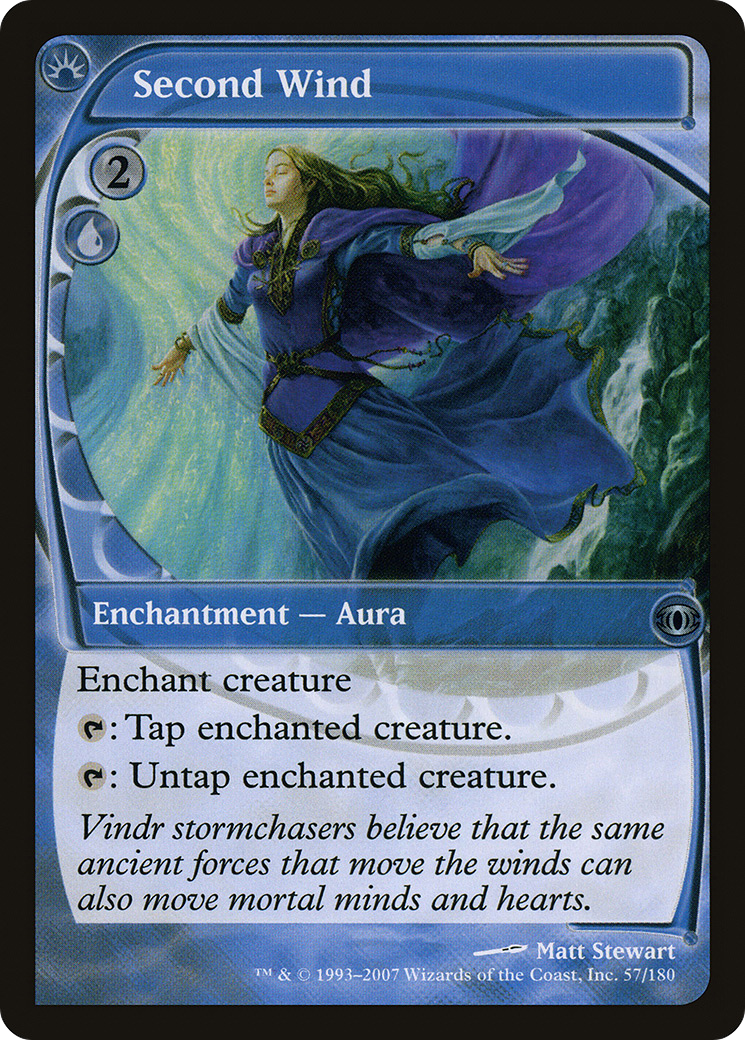 Second Wind
2
Enchantment — Aura
Enchant creature
: Tap enchanted creature.
: Untap enchanted creature.
Vindr stormchasers believe that the same
ancient forces that move the winds can
also move mortal minds and hearts.
Matt Stewart
™ & © 1993–2007 Wizards of the Coast, Inc. 57/180